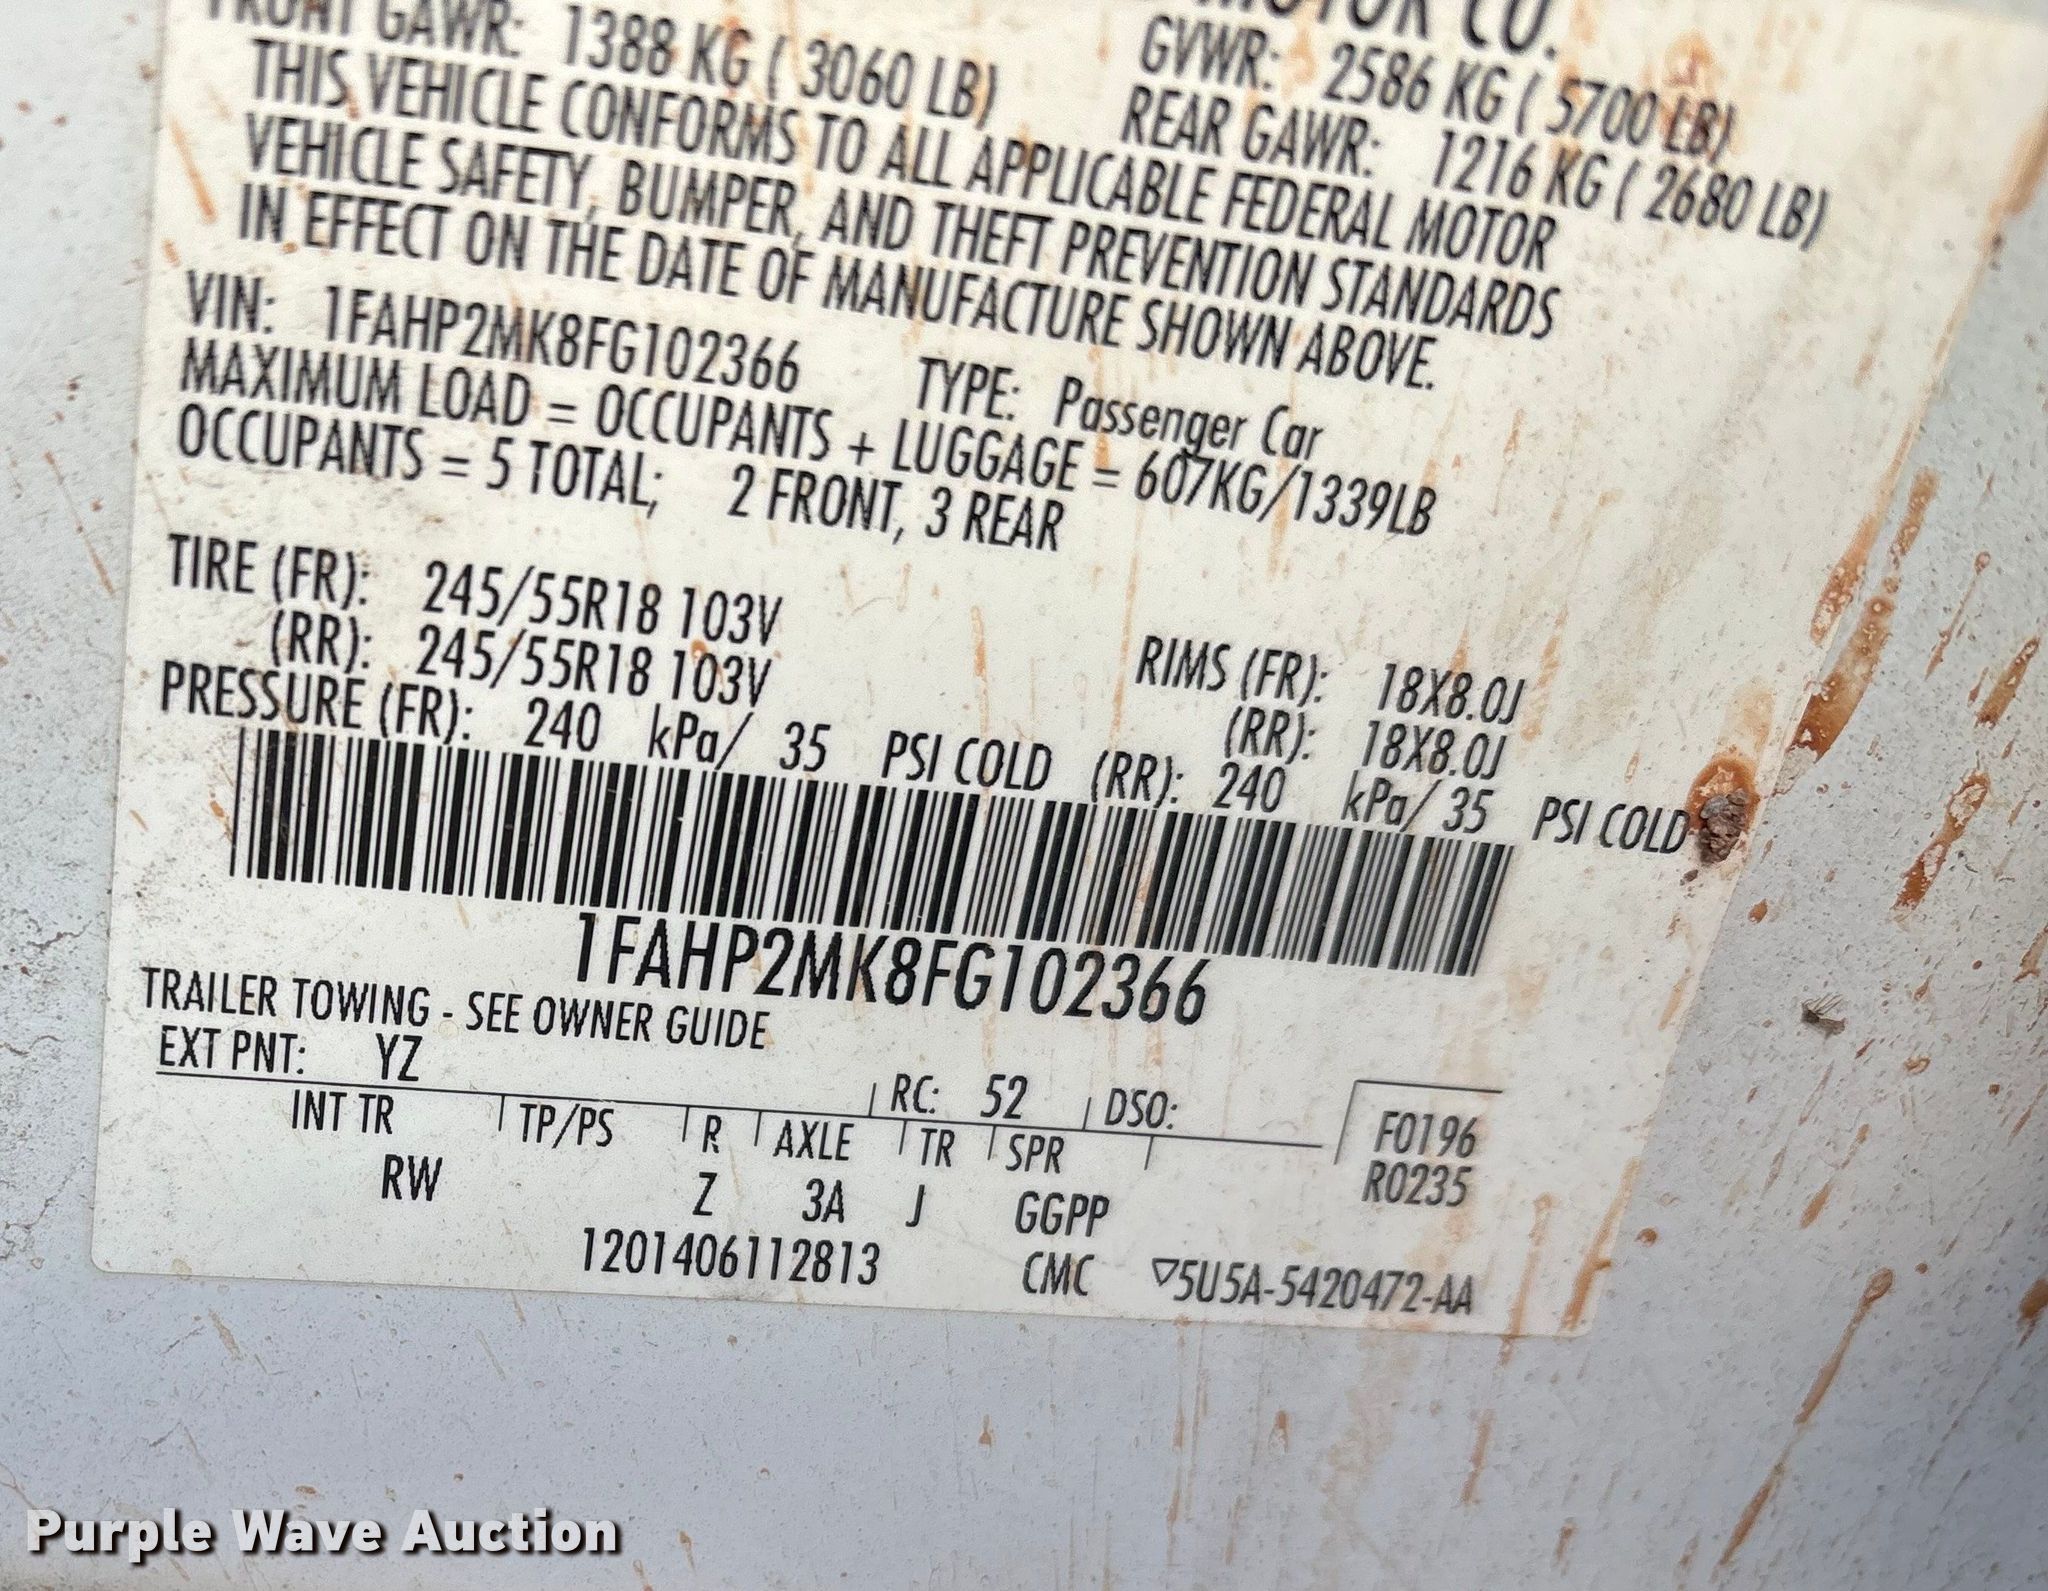 MOTOR CO.
FRONT GAWR: 1388 KG ( 3060 LB)
GVWR: 2586 KG ( 5700 LB)
REAR GAWR: 1216 KG ( 2680 LB)
THIS VEHICLE CONFORMS TO ALL APPLICABLE FEDERAL MOTOR
VEHICLE SAFETY, BUMPER, AND THEFT PREVENTION STANDARDS
IN EFFECT ON THE DATE OF MANUFACTURE SHOWN ABOVE.
VIN: 1FAHP2MK8FG102366 TYPE: Passenger Car
MAXIMUM LOAD = OCCUPANTS + LUGGAGE = 607KG/1339LB
OCCUPANTS = 5 TOTAL; 2 FRONT, 3 REAR
TIRE (FR): 245/55R18 103V RIMS (FR): 18X8.0J
(RR): 245/55R18 103V (RR): 18X8.0J
PRESSURE (FR): 240 kPa/ 35 PSI COLD (RR): 240 kPa/ 35 PSI COLD
1FAHP2MK8FG102366
TRAILER TOWING - SEE OWNER GUIDE
EXT PNT: YZ RC: 52 DSO:
INT TR TP/PS R AXLE TR SPR F0196
RW Z 3A J GGPP R0235
1201406112813 CMC ▽5U5A-5420472-AA
Purple Wave Auction